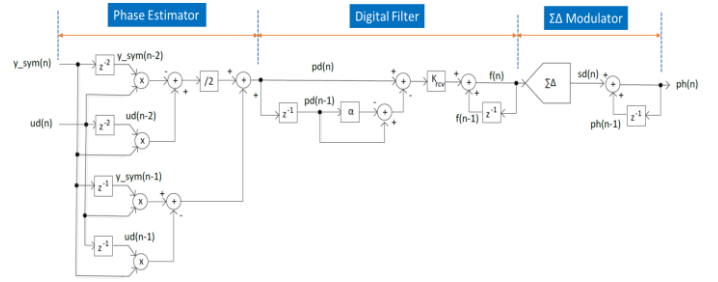 Phase Estimator
Digital Filter
ΣΔ Modulator
y_sym(n)
z-2
y_sym(n-2)
x
-
+
+
/2
+
+
pd(n)
+
-
Krcv
+
+
f(n)
ΣΔ
sd(n)
+
+
ph(n)
z-1
pd(n-1)
α
-
+
+
f(n-1)
z-1
ph(n-1)
z-1
ud(n)
z-2
ud(n-2)
x
z-1
y_sym(n-1)
x
+
+
-
z-1
ud(n-1)
x